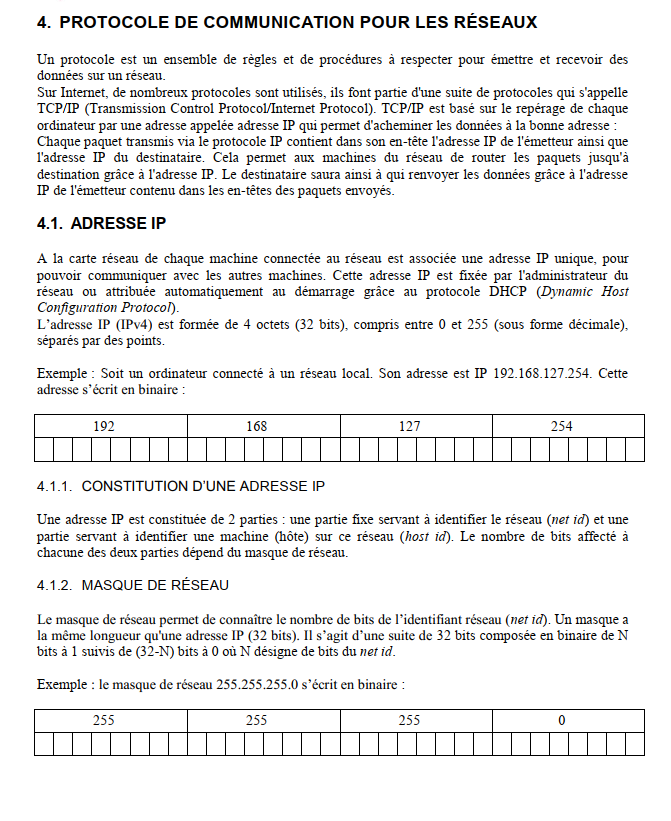 4. PROTOCOLE DE COMMUNICATION POUR LES RÉSEAUX
Un protocole est un ensemble de règles et de procédures à respecter pour émettre et recevoir des
données sur un réseau.
Sur Internet, de nombreux protocoles sont utilisés, ils font partie d'une suite de protocoles qui s'appelle
TCP/IP (Transmission Control Protocol/Internet Protocol). TCP/IP est basé sur le repérage de chaque
ordinateur par une adresse appelée adresse IP qui permet d'acheminer les données à la bonne adresse :
Chaque paquet transmis via le protocole IP contient dans son en-tête l'adresse IP de l'émetteur ainsi que
l'adresse IP du destinataire. Cela permet aux machines du réseau de router les paquets jusqu'à
destination grâce à l'adresse IP. Le destinataire saura ainsi à qui renvoyer les données grâce à l'adresse
IP de l'émetteur contenu dans les en-têtes des paquets envoyés.
4.1. ADRESSE IP
A la carte réseau de chaque machine connectée au réseau est associée une adresse IP unique, pour
pouvoir communiquer avec les autres machines. Cette adresse IP est fixée par l'administrateur du
réseau ou attribuée automatiquement au démarrage grâce au protocole DHCP (Dynamic Host
Configuration Protocol).
L’adresse IP (IPv4) est formée de 4 octets (32 bits), compris entre 0 et 255 (sous forme décimale),
séparés par des points.
Exemple : Soit un ordinateur connecté à un réseau local. Son adresse est IP 192.168.127.254. Cette
adresse s’écrit en binaire :
192 168 127 254
4.1.1. CONSTITUTION D’UNE ADRESSE IP
Une adresse IP est constituée de 2 parties : une partie fixe servant à identifier le réseau (net id) et une
partie servant à identifier une machine (hôte) sur ce réseau (host id). Le nombre de bits affecté à
chacune des deux parties dépend du masque de réseau.
4.1.2. MASQUE DE RÉSEAU
Le masque de réseau permet de connaître le nombre de bits de l’identifiant réseau (net id). Un masque a
la même longueur qu'une adresse IP (32 bits). Il s’agit d’une suite de 32 bits composée en binaire de N
bits à 1 suivis de (32-N) bits à 0 où N désigne de bits du net id.
Exemple : le masque de réseau 255.255.255.0 s’écrit en binaire :
255 255 255 0